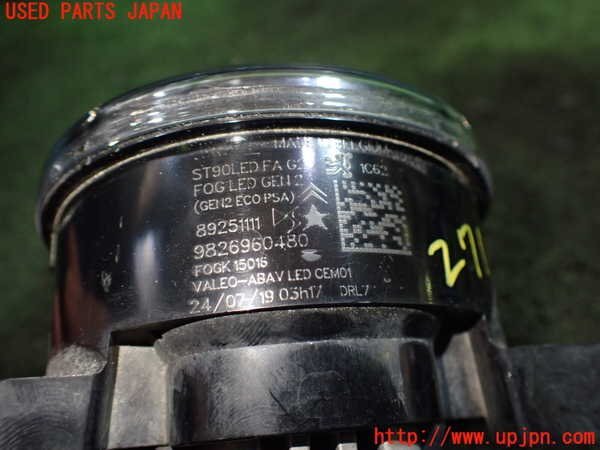 USED PARTS JAPAN
ST90LED FA G2
1C62
FOG LED GEN 2
(GEN2 ECO PSA)
89251111
9826960480
FOGK 15016
VALEO-ABAV LED CEM01
24/07/19 03h17 DRL7
http://www.upjpn.com/